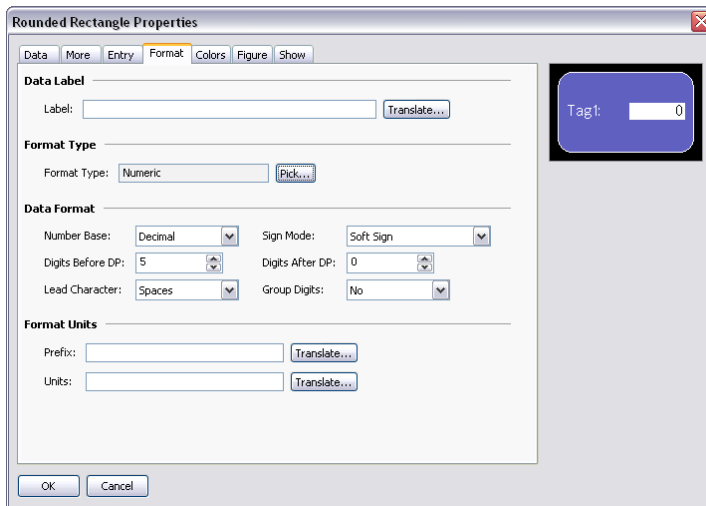 Rounded Rectangle Properties
Data More Entry Format Colors Figure Show
Data Label
Label: Translate...
Tag1: 0
Format Type
Format Type: Numeric Pick...
Data Format
Number Base: Decimal Sign Mode: Soft Sign
Digits Before DP: 5 Digits After DP: 0
Lead Character: Spaces Group Digits: No
Format Units
Prefix: Translate...
Units: Translate...
OK Cancel